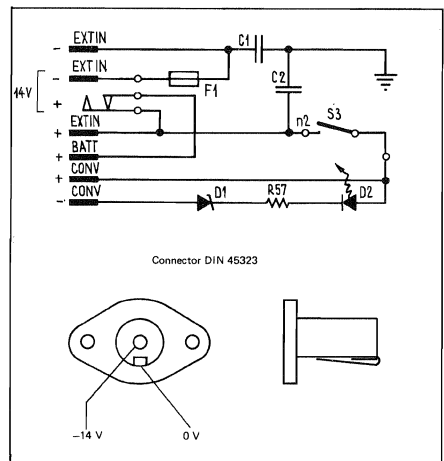 - EXTIN
C1
- EXTIN
F1
C2
14V
+
+ EXTIN
n2
S3
+ BATT
+ CONV
- CONV
D1
R57
D2
Connector DIN 45323
-14 V
0 V